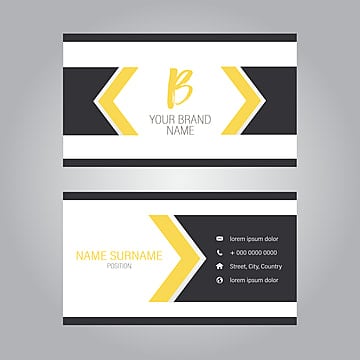 B
YOUR BRAND
NAME
NAME SURNAME
POSITION
lorem ipsum dolor
+ 000 0000 0000
Street, City, Country
lorem ipsum dolor